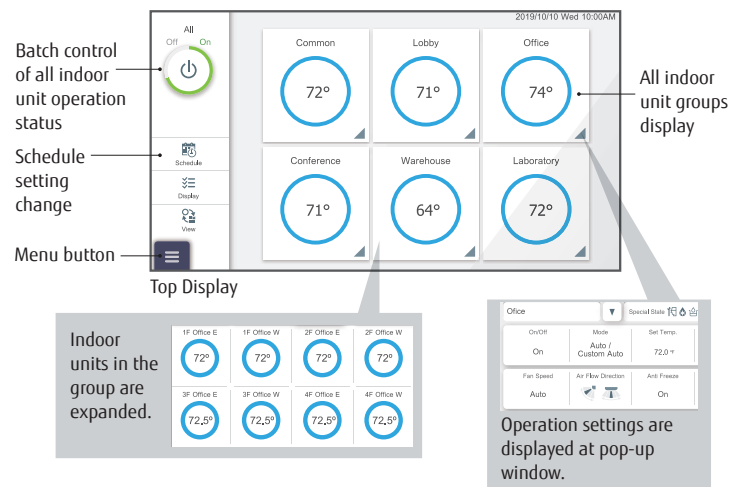 2019/10/10 Wed 10:00AM
All
Off On
Batch control
of all indoor
unit operation
status
Schedule
setting
change
Menu button
Schedule
Display
View
Common Lobby Office
72° 71° 74°
Conference Warehouse Laboratory
71° 64° 72°
All indoor
unit groups
display
Top Display
Indoor
units in the
group are
expanded.
1F Office E 1F Office W 2F Office E 2F Office W
72° 72° 72° 72°
3F Office E 3F Office W 4F Office E 4F Office W
72.5° 72.5° 72.5° 72.5°
Ofice ▼ Special State
On/Off Mode Set Temp.
On Auto / Custom Auto 72.0 °F
Fan Speed Air Flow Direction Anti Freeze
Auto On
Operation settings are
displayed at pop-up
window.